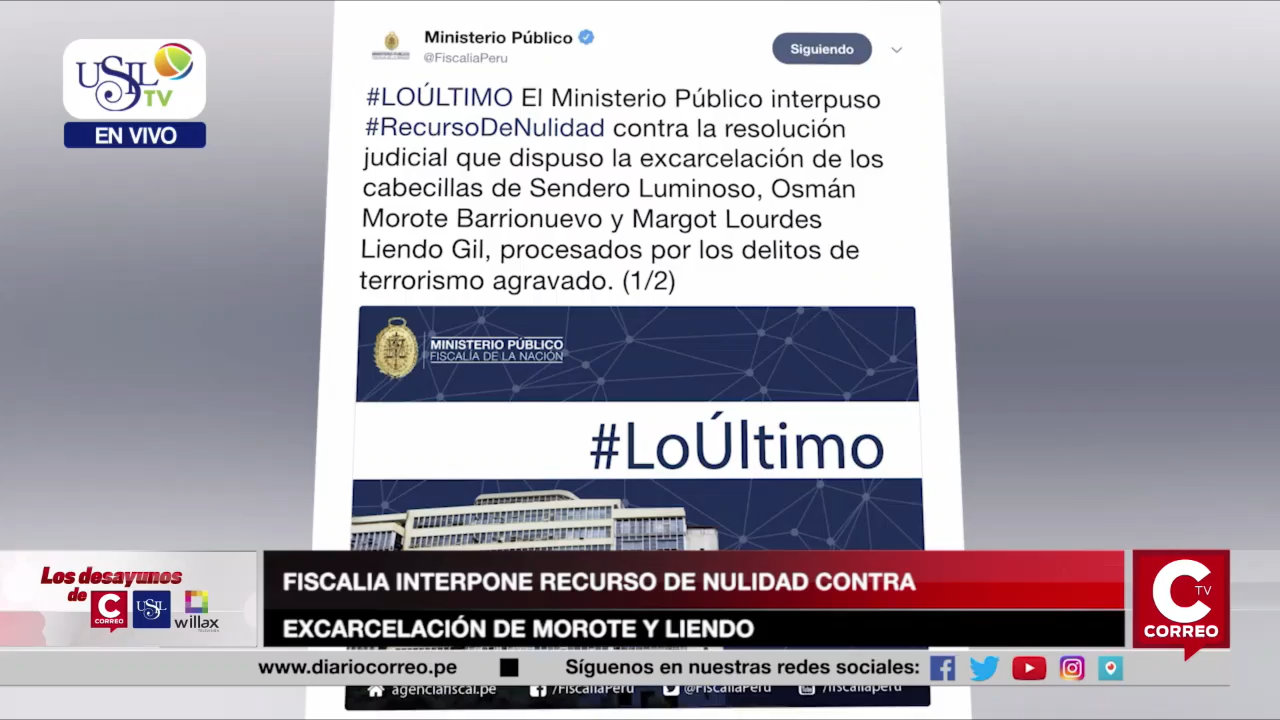 USIL
TV
EN VIVO
Ministerio Público
@FiscaliaPeru
Siguiendo
#LOÚLTIMO El Ministerio Público interpuso
#RecursoDeNulidad contra la resolución
judicial que dispuso la excarcelación de los
cabecillas de Sendero Luminoso, Osmán
Morote Barrionuevo y Margot Lourdes
Liendo Gil, procesados por los delitos de
terrorismo agravado. (1/2)
MINISTERIO PÚBLICO
FISCALÍA DE LA NACIÓN
#LoÚltimo
Los desayunos
de
C
CORREO
USIL
willax
FISCALIA INTERPONE RECURSO DE NULIDAD CONTRA
EXCARCELACIÓN DE MOROTE Y LIENDO
C
TV
CORREO
www.diariocorreo.pe
Síguenos en nuestras redes sociales:
agenciafiscal.pe
/FiscaliaPeru
@FiscaliaPeru
/fiscaliaperu